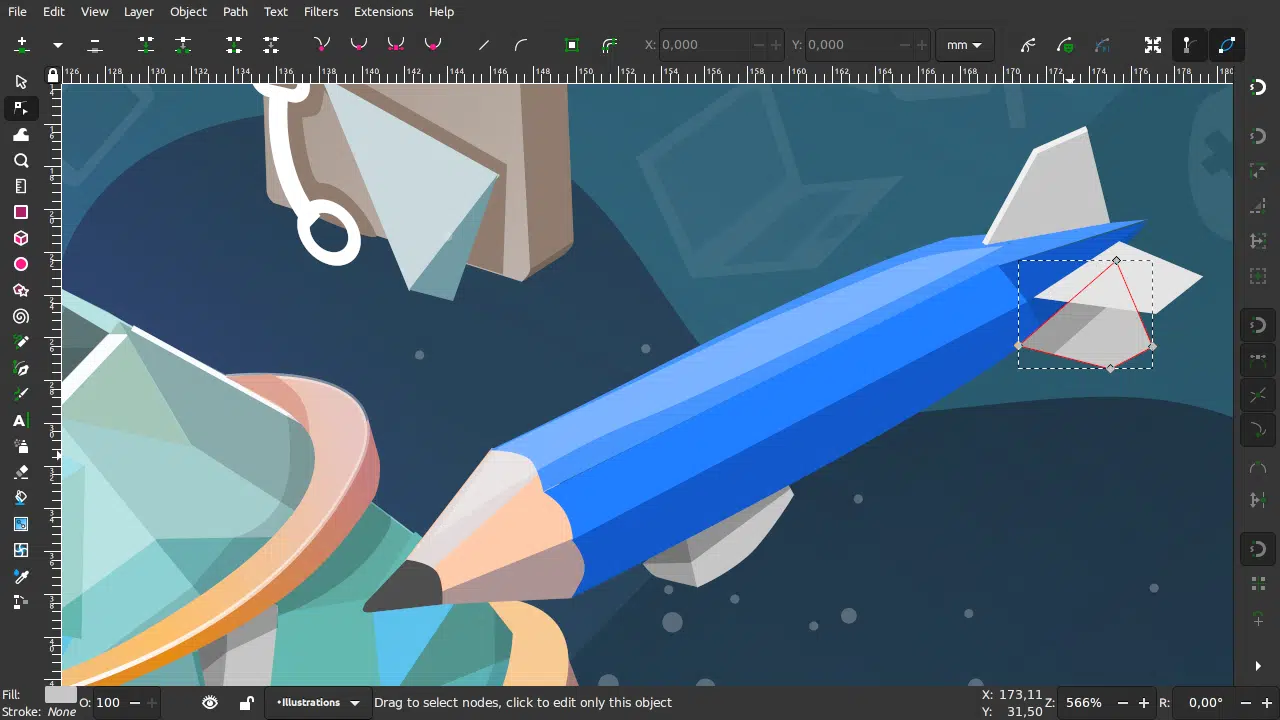 File Edit View Layer Object Path Text Filters Extensions Help
X: 0,000 Y: 0,000 mm
126 128 130 132 134 136 138 140 142 144 146 148 150 152 154 156 158 160 162 164 166 168 170 172 174 176 178 180
Fill: O: 100 •Illustrations Drag to select nodes, click to edit only this object X: 173,11 Z: 566% R: 0,00°
Stroke: None Y: 31,50